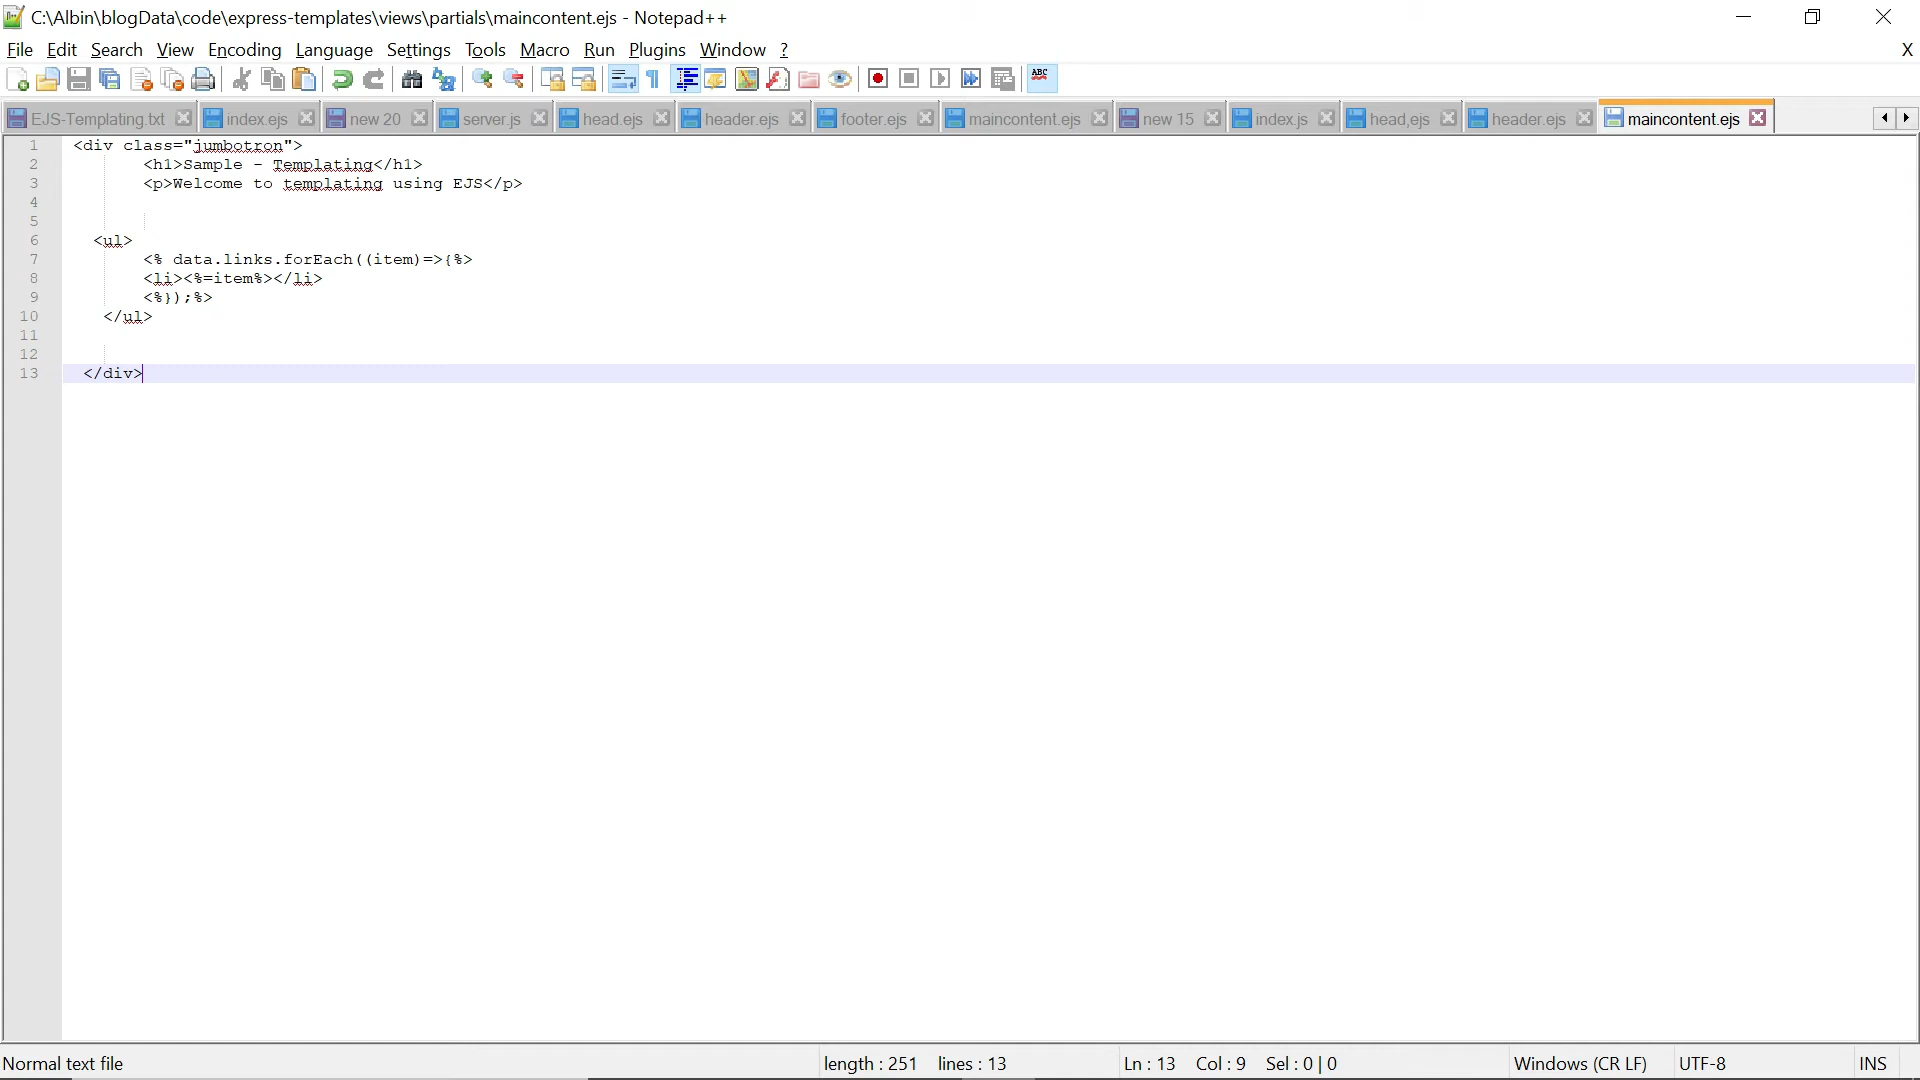 C:\Albin\blogData\code\express-templates\views\partials\maincontent.ejs - Notepad++
File Edit Search View Encoding Language Settings Tools Macro Run Plugins Window ? X
ABC
EJS-Templating.txt index.ejs new 20 server.js head.ejs header.ejs footer.ejs maincontent.ejs new 15 index.js head,ejs header.ejs maincontent.ejs
1 <div class="jumbotron">
2 <h1>Sample - Templating</h1>
3 <p>Welcome to templating using EJS</p>
4
5
6 <ul>
7 <% data.links.forEach((item)=>{%>
8 <li><%=item%></li>
9 <%});%>
10 </ul>
11
12
13 </div>
Normal text file length : 251 lines : 13 Ln : 13 Col : 9 Sel : 0 | 0 Windows (CR LF) UTF-8 INS